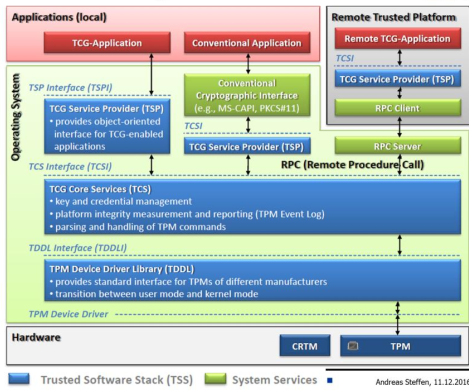 Applications (local)
TCG-Application
Conventional Application
Remote Trusted Platform
Remote TCG-Application
TCSI
TCG Service Provider (TSP)
RPC Client
Operating System
TSP Interface (TSPI)
TCG Service Provider (TSP)
• provides object-oriented
interface for TCG-enabled
applications
Conventional
Cryptographic Interface
(e.g., MS-CAPI, PKCS#11)
TCSI
TCG Service Provider (TSP)
RPC Server
RPC (Remote Procedure Call)
TCS Interface (TCSI)
TCG Core Services (TCS)
• key and credential management
• platform integrity measurement and reporting (TPM Event Log)
• parsing and handling of TPM commands
TDDL Interface (TDDLI)
TPM Device Driver Library (TDDL)
• provides standard interface for TPMs of different manufacturers
• transition between user mode and kernel mode
TPM Device Driver
Hardware
CRTM
TPM
Trusted Software Stack (TSS)
System Services
Andreas Steffen, 11.12.2016